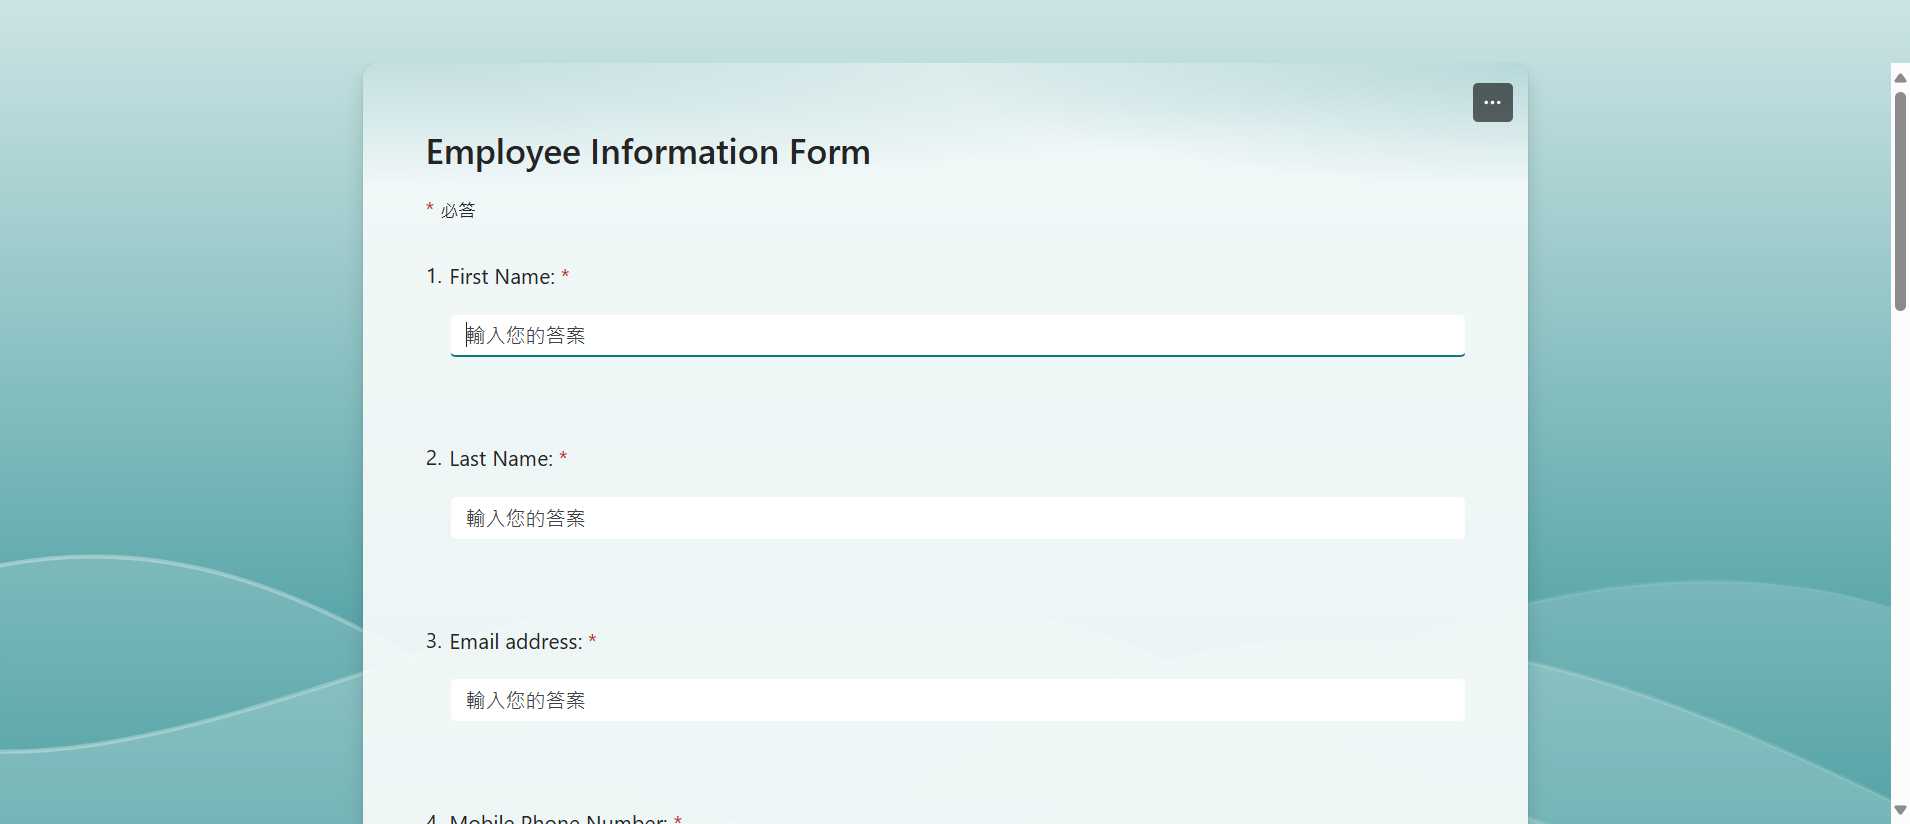 Employee Information Form
* 必答
1. First Name: *
輸入您的答案
2. Last Name: *
輸入您的答案
3. Email address: *
輸入您的答案
4. Mobile Phone Number: *